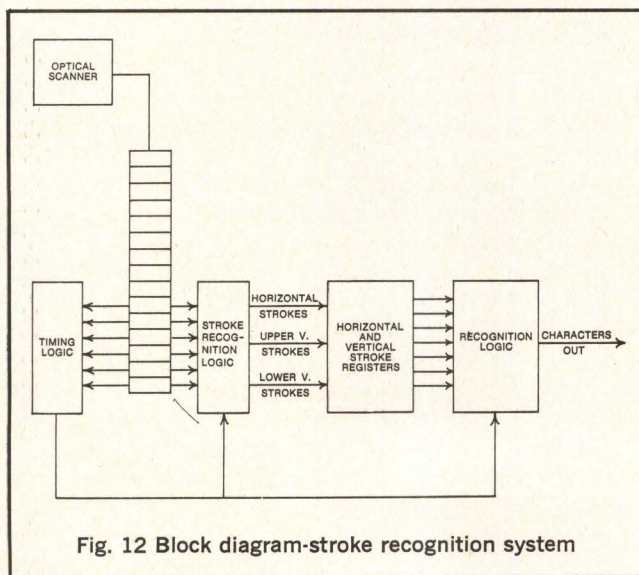 OPTICAL
SCANNER
TIMING
LOGIC
STROKE
RECOG-
NITION
LOGIC
HORIZONTAL
STROKES
UPPER V.
STROKES
LOWER V.
STROKES
HORIZONTAL
AND
VERTICAL
STROKE
REGISTERS
RECOGNITION
LOGIC
CHARACTERS
OUT
Fig. 12 Block diagram-stroke recognition system